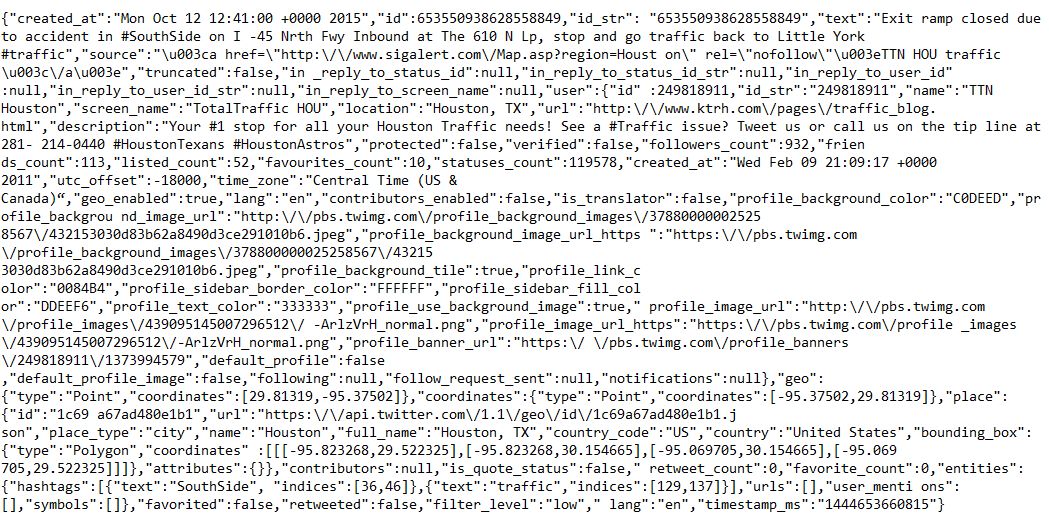 {"created_at":"Mon Oct 12 12:41:00 +0000 2015","id":653550938628558849,"id_str": "653550938628558849","text":"Exit ramp closed due
to accident in #SouthSide on I -45 Nrth Fwy Inbound at The 610 N Lp, stop and go traffic back to Little York
#traffic","source":"\u003ca href=\"http:\/\/www.sigalert.com\/Map.asp?region=Houst on\" rel=\"nofollow\"\u003eTTN HOU traffic
\u003c\/a\u003e","truncated":false,"in _reply_to_status_id":null,"in_reply_to_status_id_str":null,"in_reply_to_user_id"
:null,"in_reply_to_user_id_str":null,"in_reply_to_screen_name":null,"user":{"id" :249818911,"id_str":"249818911","name":"TTN
Houston","screen_name":"TotalTraffic HOU","location":"Houston, TX","url":"http:\/\/www.ktrh.com\/pages\/traffic_blog.
html","description":"Your #1 stop for all your Houston Traffic needs! See a #Traffic issue? Tweet us or call us on the tip line at
281- 214-0440 #HoustonTexans #HoustonAstros","protected":false,"verified":false,"followers_count":932,"frien
ds_count":113,"listed_count":52,"favourites_count":10,"statuses_count":119578,"created_at":"Wed Feb 09 21:09:17 +0000
2011","utc_offset":-18000,"time_zone":"Central Time (US &
Canada)“,"geo_enabled":true,"lang":"en","contributors_enabled":false,"is_translator":false,"profile_background_color":"C0DEED","pr
ofile_backgrou nd_image_url":"http:\/\/pbs.twimg.com\/profile_background_images\/37880000002525
8567\/432153030d83b62a8490d3ce291010b6.jpeg","profile_background_image_url_https ":"https:\/\/pbs.twimg.com
\/profile_background_images\/378800000025258567\/43215
3030d83b62a8490d3ce291010b6.jpeg","profile_background_tile":true,"profile_link_c
olor":"0084B4","profile_sidebar_border_color":"FFFFFF","profile_sidebar_fill_col
or":"DDEEF6","profile_text_color":"333333","profile_use_background_image":true," profile_image_url":"http:\/\/pbs.twimg.com
\/profile_images\/439095145007296512\/ -ArlzVrH_normal.png","profile_image_url_https":"https:\/\/pbs.twimg.com\/profile _images
\/439095145007296512\/-ArlzVrH_normal.png","profile_banner_url":"https:\/ \/pbs.twimg.com\/profile_banners
\/249818911\/1373994579","default_profile":false
,"default_profile_image":false,"following":null,"follow_request_sent":null,"notifications":null},"geo":
{"type":"Point","coordinates":[29.81319,-95.37502]},"coordinates":{"type":"Point","coordinates":[-95.37502,29.81319]},"place":
{"id":"1c69 a67ad480e1b1","url":"https:\/\/api.twitter.com\/1.1\/geo\/id\/1c69a67ad480e1b1.j
son","place_type":"city","name":"Houston","full_name":"Houston, TX","country_code":"US","country":"United States","bounding_box":
{"type":"Polygon","coordinates" :[[[-95.823268,29.522325],[-95.823268,30.154665],[-95.069705,30.154665],[-95.069
705,29.522325]]]},"attributes":{}},"contributors":null,"is_quote_status":false," retweet_count":0,"favorite_count":0,"entities":
{"hashtags":[{"text":"SouthSide", "indices":[36,46]},{"text":"traffic","indices":[129,137]}],"urls":[],"user_menti ons":
[],"symbols":[]},"favorited":false,"retweeted":false,"filter_level":"low"," lang":"en","timestamp_ms":"1444653660815"}